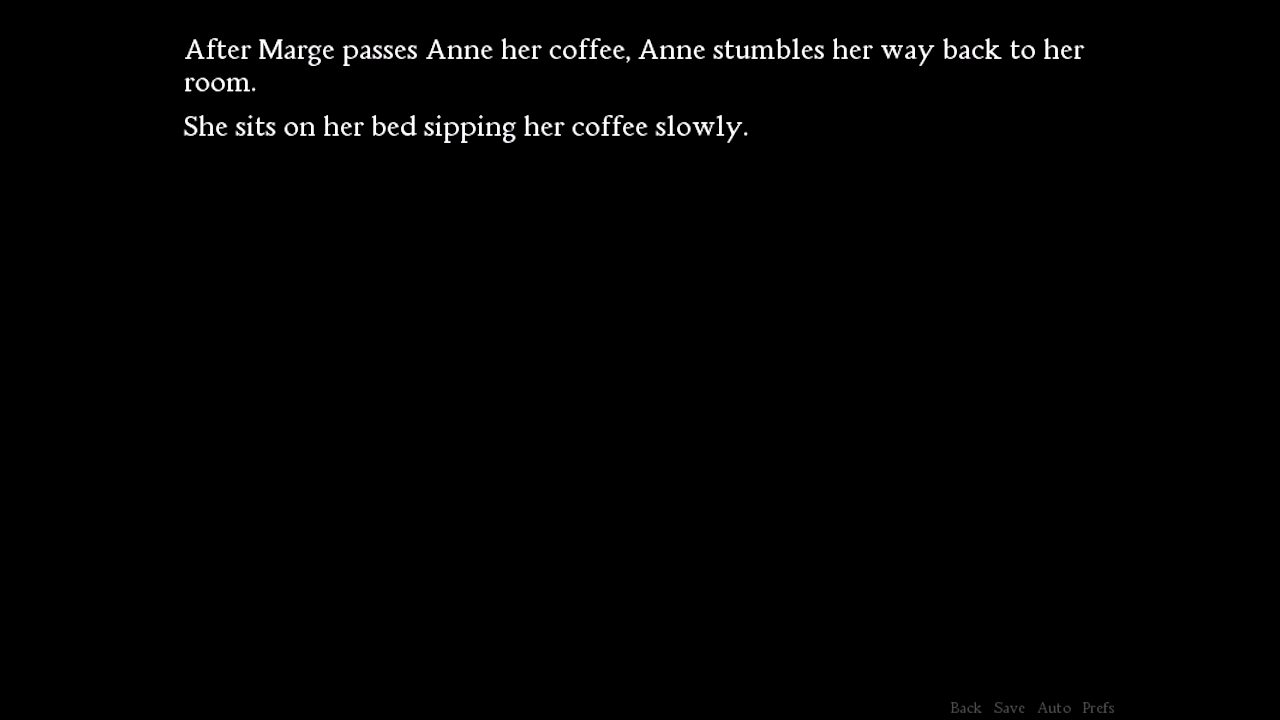 After Marge passes Anne her coffee, Anne stumbles her way back to her
room.
She sits on her bed sipping her coffee slowly.
Back Save Auto Prefs